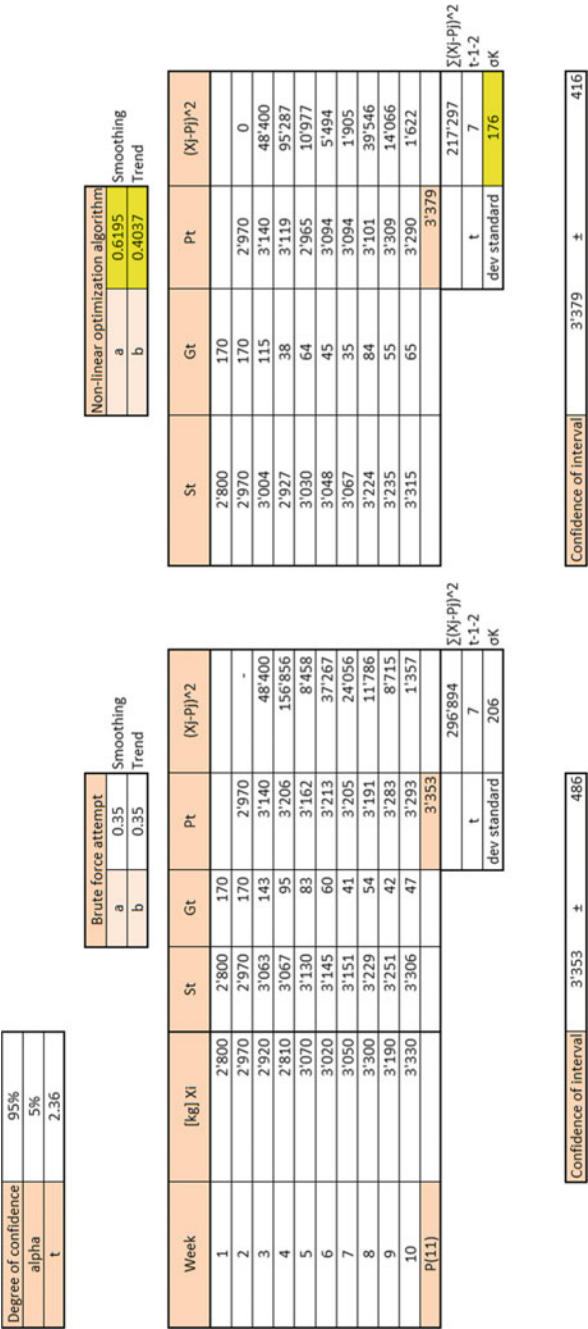 Degree of confidence 95%
alpha 5%
t 2.36
Brute force attempt
a 0.35 Smoothing
b 0.35 Trend
Non-linear optimization algorithm
a 0.6195 Smoothing
b 0.4037 Trend
Week [kg] Xi St Gt Pt (Xj-Pj)^2 St Gt Pt (Xj-Pj)^2
1 2'800 2'800 170 2'800 170
2 2'970 2'970 170 2'970 - 2'970 170 2'970 0
3 2'920 3'063 143 3'140 48'400 3'004 115 3'140 48'400
4 2'810 3'067 95 3'206 156'856 2'927 38 3'119 95'287
5 3'070 3'130 83 3'162 8'458 3'030 64 2'965 10'977
6 3'020 3'145 60 3'213 37'267 3'048 45 3'094 5'494
7 3'050 3'151 41 3'205 24'056 3'067 35 3'094 1'905
8 3'300 3'229 54 3'191 11'786 3'224 84 3'101 39'546
9 3'190 3'251 42 3'283 8'715 3'235 55 3'309 14'066
10 3'330 3'306 47 3'293 1'357 3'315 65 3'290 1'622
P(11) 3'353 3'379
296'894 ∑(Xj-Pj)^2 217'297 ∑(Xj-Pj)^2
t 7 t-1-2 t 7 t-1-2
dev standard 206 σK dev standard 176 σK
Confidence of interval 3'353 ± 486
Confidence of interval 3'379 ± 416